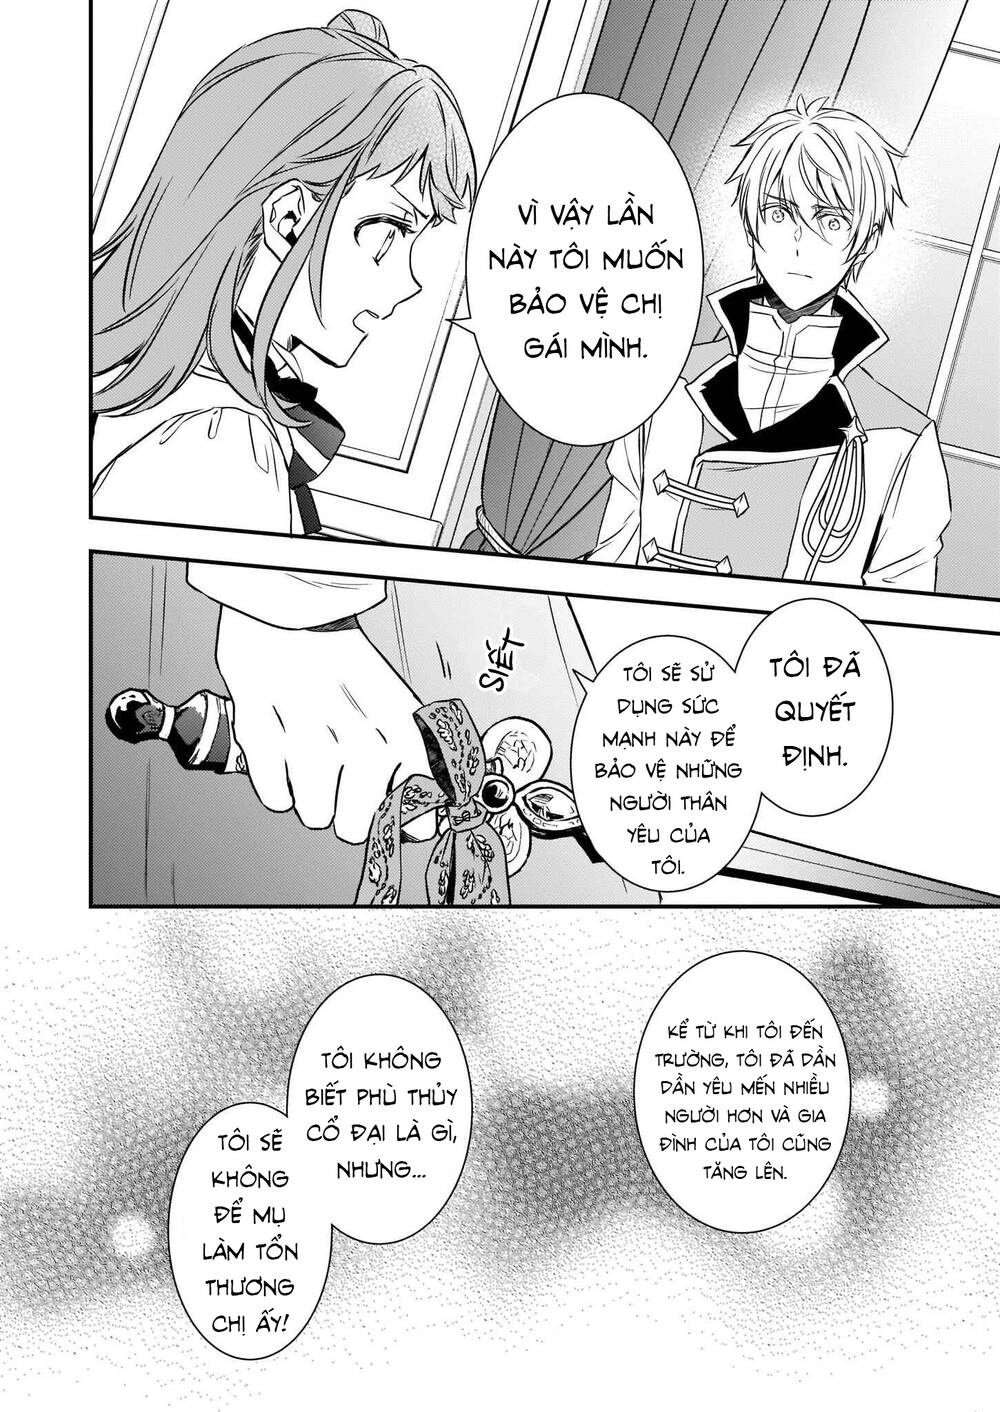 VÌ VẬY LẦN
NÀY TÔI MUỐN
BẢO VỆ CHỊ
GÁI MÌNH.
TÔI ĐÃ
QUYẾT
ĐỊNH.
TÔI SẼ SỬ
DỤNG SỨC
MẠNH NÀY ĐỂ
BẢO VỆ NHỮNG
NGƯỜI THÂN
YÊU CỦA
TÔI.
SIẾT
KỂ TỪ KHI TÔI ĐẾN
TRƯỜNG, TÔI ĐÃ DẦN
DẦN YÊU MẾN NHIỀU
NGƯỜI HƠN VÀ GIA
ĐÌNH CỦA TÔI CŨNG
TĂNG LÊN.
TÔI KHÔNG
BIẾT PHÙ THỦY
CỔ ĐẠI LÀ GÌ,
NHƯNG...
TÔI SẼ
KHÔNG
ĐỂ MỤ
LÀM TỔN
THƯƠNG
CHỊ ẤY!